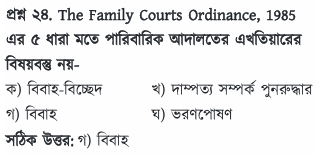 প্রশ্ন ২৪. The Family Courts Ordinance, 1985
এর ৫ ধারা মতে পারিবারিক আদালতের এখতিয়ারের
বিষয়বস্তু নয়-
ক) বিবাহ-বিচ্ছেদ খ) দাম্পত্য সম্পর্ক পুনরুদ্ধার
গ) বিবাহ ঘ) ভরণপোষণ
সঠিক উত্তর: গ) বিবাহ